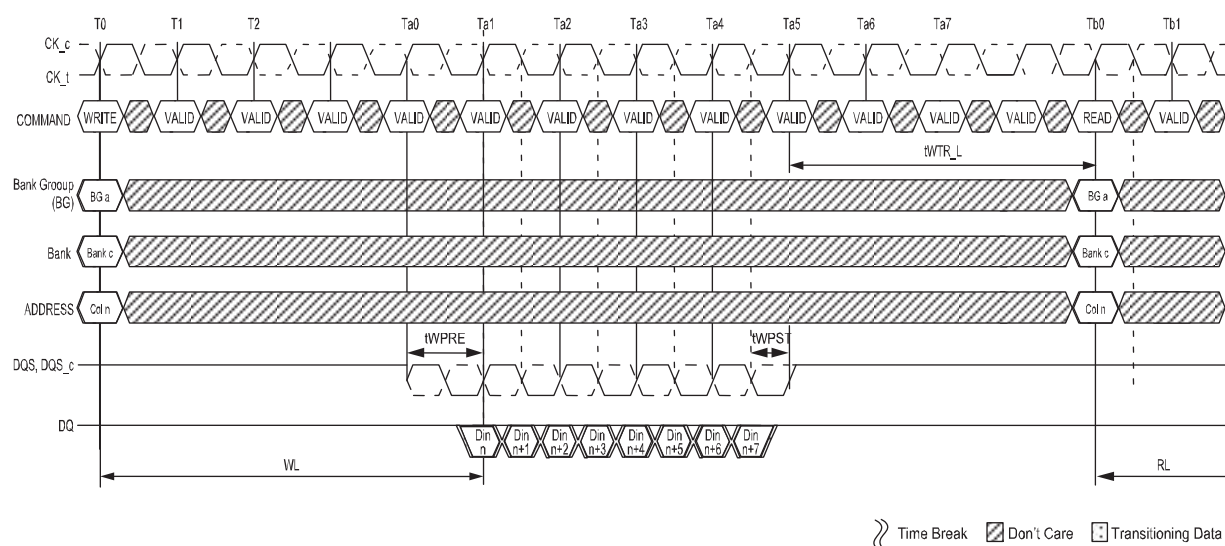 T0 T1 T2 Ta0 Ta1 Ta2 Ta3 Ta4 Ta5 Ta6 Ta7 Tb0 Tb1
CK_c
CK_t
COMMAND WRITE VALID VALID VALID VALID VALID VALID VALID VALID VALID VALID VALID VALID READ VALID
tWTR_L
Bank Grooup
(BG) BG a BG a
Bank Bank c Bank c
ADDRESS Col n Col n
tWPRE tWPST
DQS, DQS_c
DQ Din Din Din Din Din Din Din Din
n n+1 n+2 n+3 n+4 n+5 n+6 n+7
WL RL
Time Break Don't Care Transitioning Data